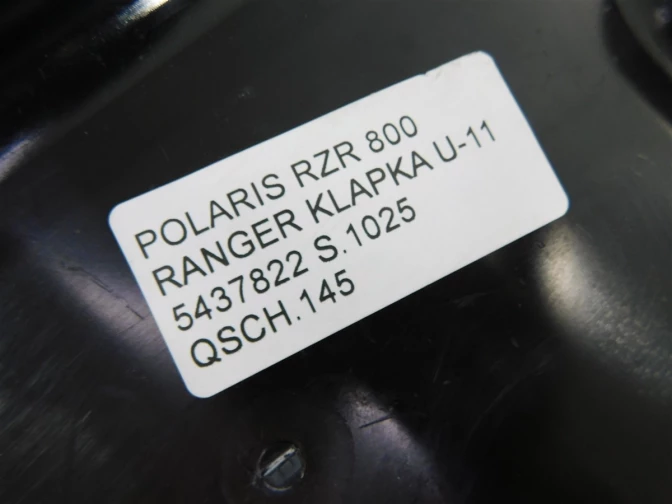 POLARIS RZR 800
RANGER KLAPKA U-11
5437822 S.1025
QSCH.145